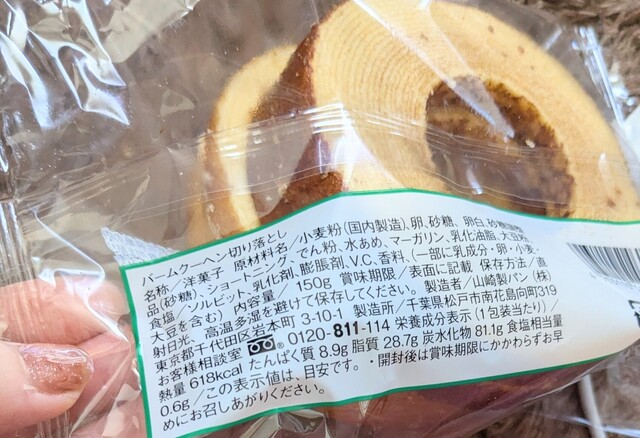 バームクーヘン切り落とし
名称／洋菓子 原材料名／小麦粉(国内製造)、卵、砂糖、卵白、砂糖調製
品(砂糖)、ショートニング、でん粉、水あめ、マーガリン、乳化油脂、大豆粉、
食塩／ソルビット、乳化剤、膨脹剤、V.C、香料、(一部に乳成分・卵・小麦・
大豆を含む) 内容量／150g 賞味期限／表面に記載 保存方法／直
射日光、高温多湿を避けて保存してください。 製造者／山崎製パン(株)
東京都千代田区岩本町 3-10-1 製造所／千葉県松戸市南花島向町319
お客様相談室 0120-811-114 栄養成分表示(1包装当たり)／
熱量 618kcal たんぱく質 8.9g 脂質 28.7g 炭水化物 81.1g 食塩相当量
0.6g／この表示値は、目安です。・開封後は賞味期限にかかわらずお早
めにお召しあがりください。